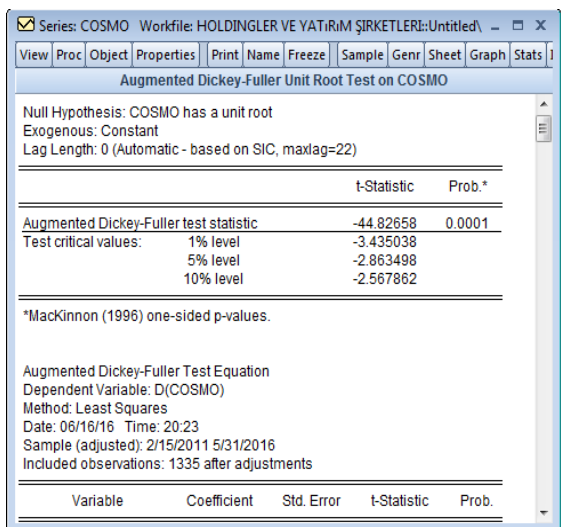 Series: COSMO Workfile: HOLDINGLER VE YATıRıM ŞIRKETLERI::Untitled\
View Proc Object Properties Print Name Freeze Sample Genr Sheet Graph Stats
Augmented Dickey-Fuller Unit Root Test on COSMO
Null Hypothesis: COSMO has a unit root
Exogenous: Constant
Lag Length: 0 (Automatic - based on SIC, maxlag=22)
t-Statistic Prob.*
Augmented Dickey-Fuller test statistic -44.82658 0.0001
Test critical values: 1% level -3.435038
5% level -2.863498
10% level -2.567862
*MacKinnon (1996) one-sided p-values.
Augmented Dickey-Fuller Test Equation
Dependent Variable: D(COSMO)
Method: Least Squares
Date: 06/16/16 Time: 20:23
Sample (adjusted): 2/15/2011 5/31/2016
Included observations: 1335 after adjustments
Variable Coefficient Std. Error t-Statistic Prob.